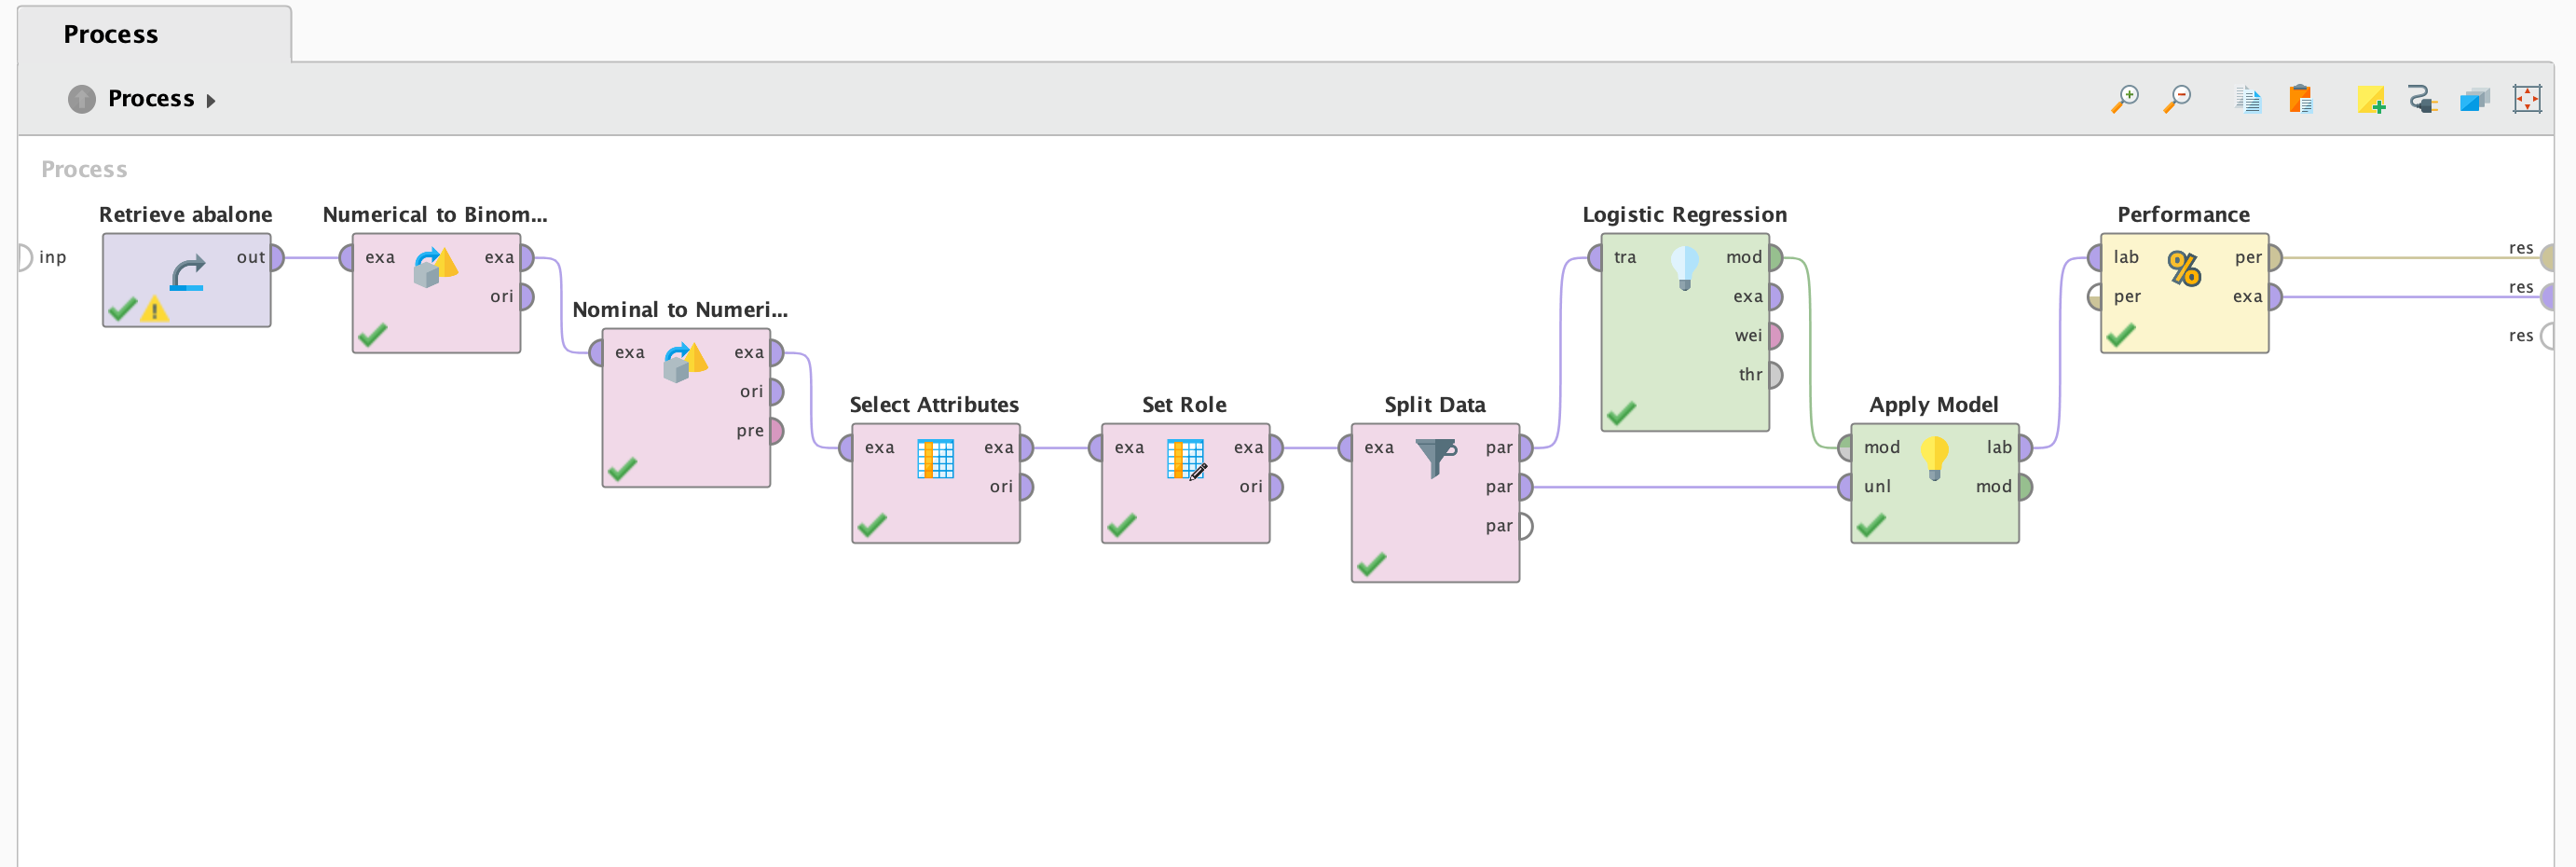 Process
Process
Process
inp
Retrieve abalone
out
Numerical to Binom...
exa exa
ori
Nominal to Numeri...
exa exa
ori
pre
Select Attributes
exa exa
ori
Set Role
exa exa
ori
Split Data
exa par
par
par
Logistic Regression
tra mod
exa
wei
thr
Apply Model
mod lab
unl mod
Performance
lab per
per exa
res
res
res